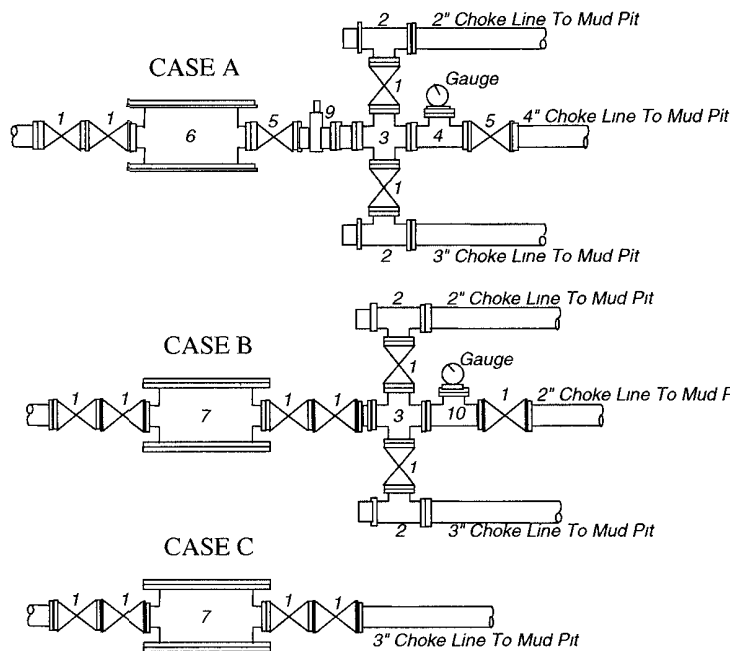 2
2" Choke Line To Mud Pit
CASE A
Gauge
1
1
1
6
5
9
3
4
5
4" Choke Line To Mud Pit
1
2
3" Choke Line To Mud Pit
2
2" Choke Line To Mud Pit
CASE B
Gauge
1
1
1
7
1
1
3
10
1
2" Choke Line To Mud P
1
2
3" Choke Line To Mud Pit
CASE C
1
1
7
1
1
3" Choke Line To Mud Pit